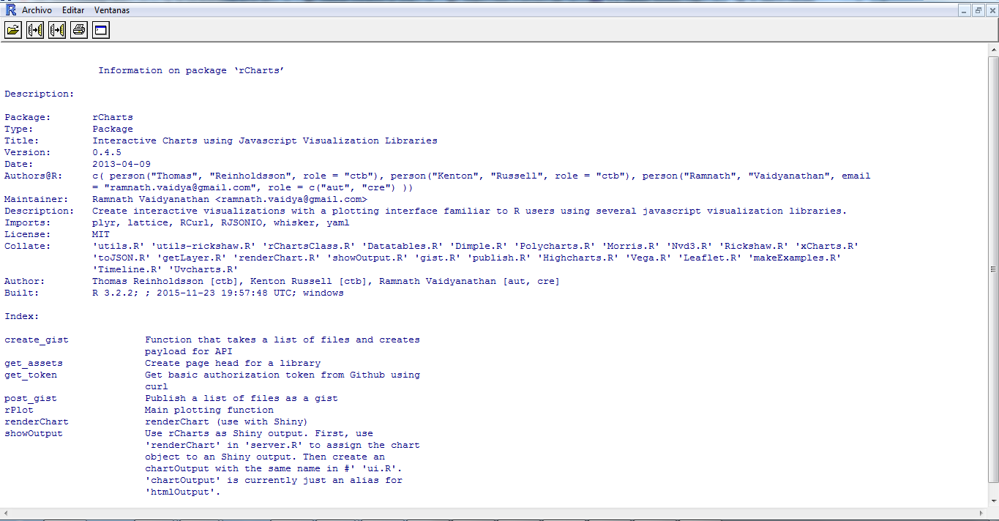 Archivo Editar Ventanas
Information on package ‘rCharts’
Description:
Package: rCharts
Type: Package
Title: Interactive Charts using Javascript Visualization Libraries
Version: 0.4.5
Date: 2013-04-09
Authors@R: c( person("Thomas", "Reinholdsson", role = "ctb"), person("Kenton", "Russell", role = "ctb"), person("Ramnath", "Vaidyanathan", email
= "ramnath.vaidya@gmail.com", role = c("aut", "cre") ))
Maintainer: Ramnath Vaidyanathan <ramnath.vaidya@gmail.com>
Description: Create interactive visualizations with a plotting interface familiar to R users using several javascript visualization libraries.
Imports: plyr, lattice, RCurl, RJSONIO, whisker, yaml
License: MIT
Collate: 'utils.R' 'utils-rickshaw.R' 'rChartsClass.R' 'Datatables.R' 'Dimple.R' 'Polycharts.R' 'Morris.R' 'Nvd3.R' 'Rickshaw.R' 'xCharts.R'
'toJSON.R' 'getLayer.R' 'renderChart.R' 'showOutput.R' 'gist.R' 'publish.R' 'Highcharts.R' 'Vega.R' 'Leaflet.R' 'makeExamples.R'
'Timeline.R' 'Uvcharts.R'
Author: Thomas Reinholdsson [ctb], Kenton Russell [ctb], Ramnath Vaidyanathan [aut, cre]
Built: R 3.2.2; ; 2015-11-23 19:57:48 UTC; windows
Index:
create_gist Function that takes a list of files and creates
payload for API
get_assets Create page head for a library
get_token Get basic authorization token from Github using
curl
post_gist Publish a list of files as a gist
rPlot Main plotting function
renderChart renderChart (use with Shiny)
showOutput Use rCharts as Shiny output. First, use
'renderChart' in 'server.R' to assign the chart
object to an Shiny output. Then create an
chartOutput with the same name in #' 'ui.R'.
'chartOutput' is currently just an alias for
'htmlOutput'.